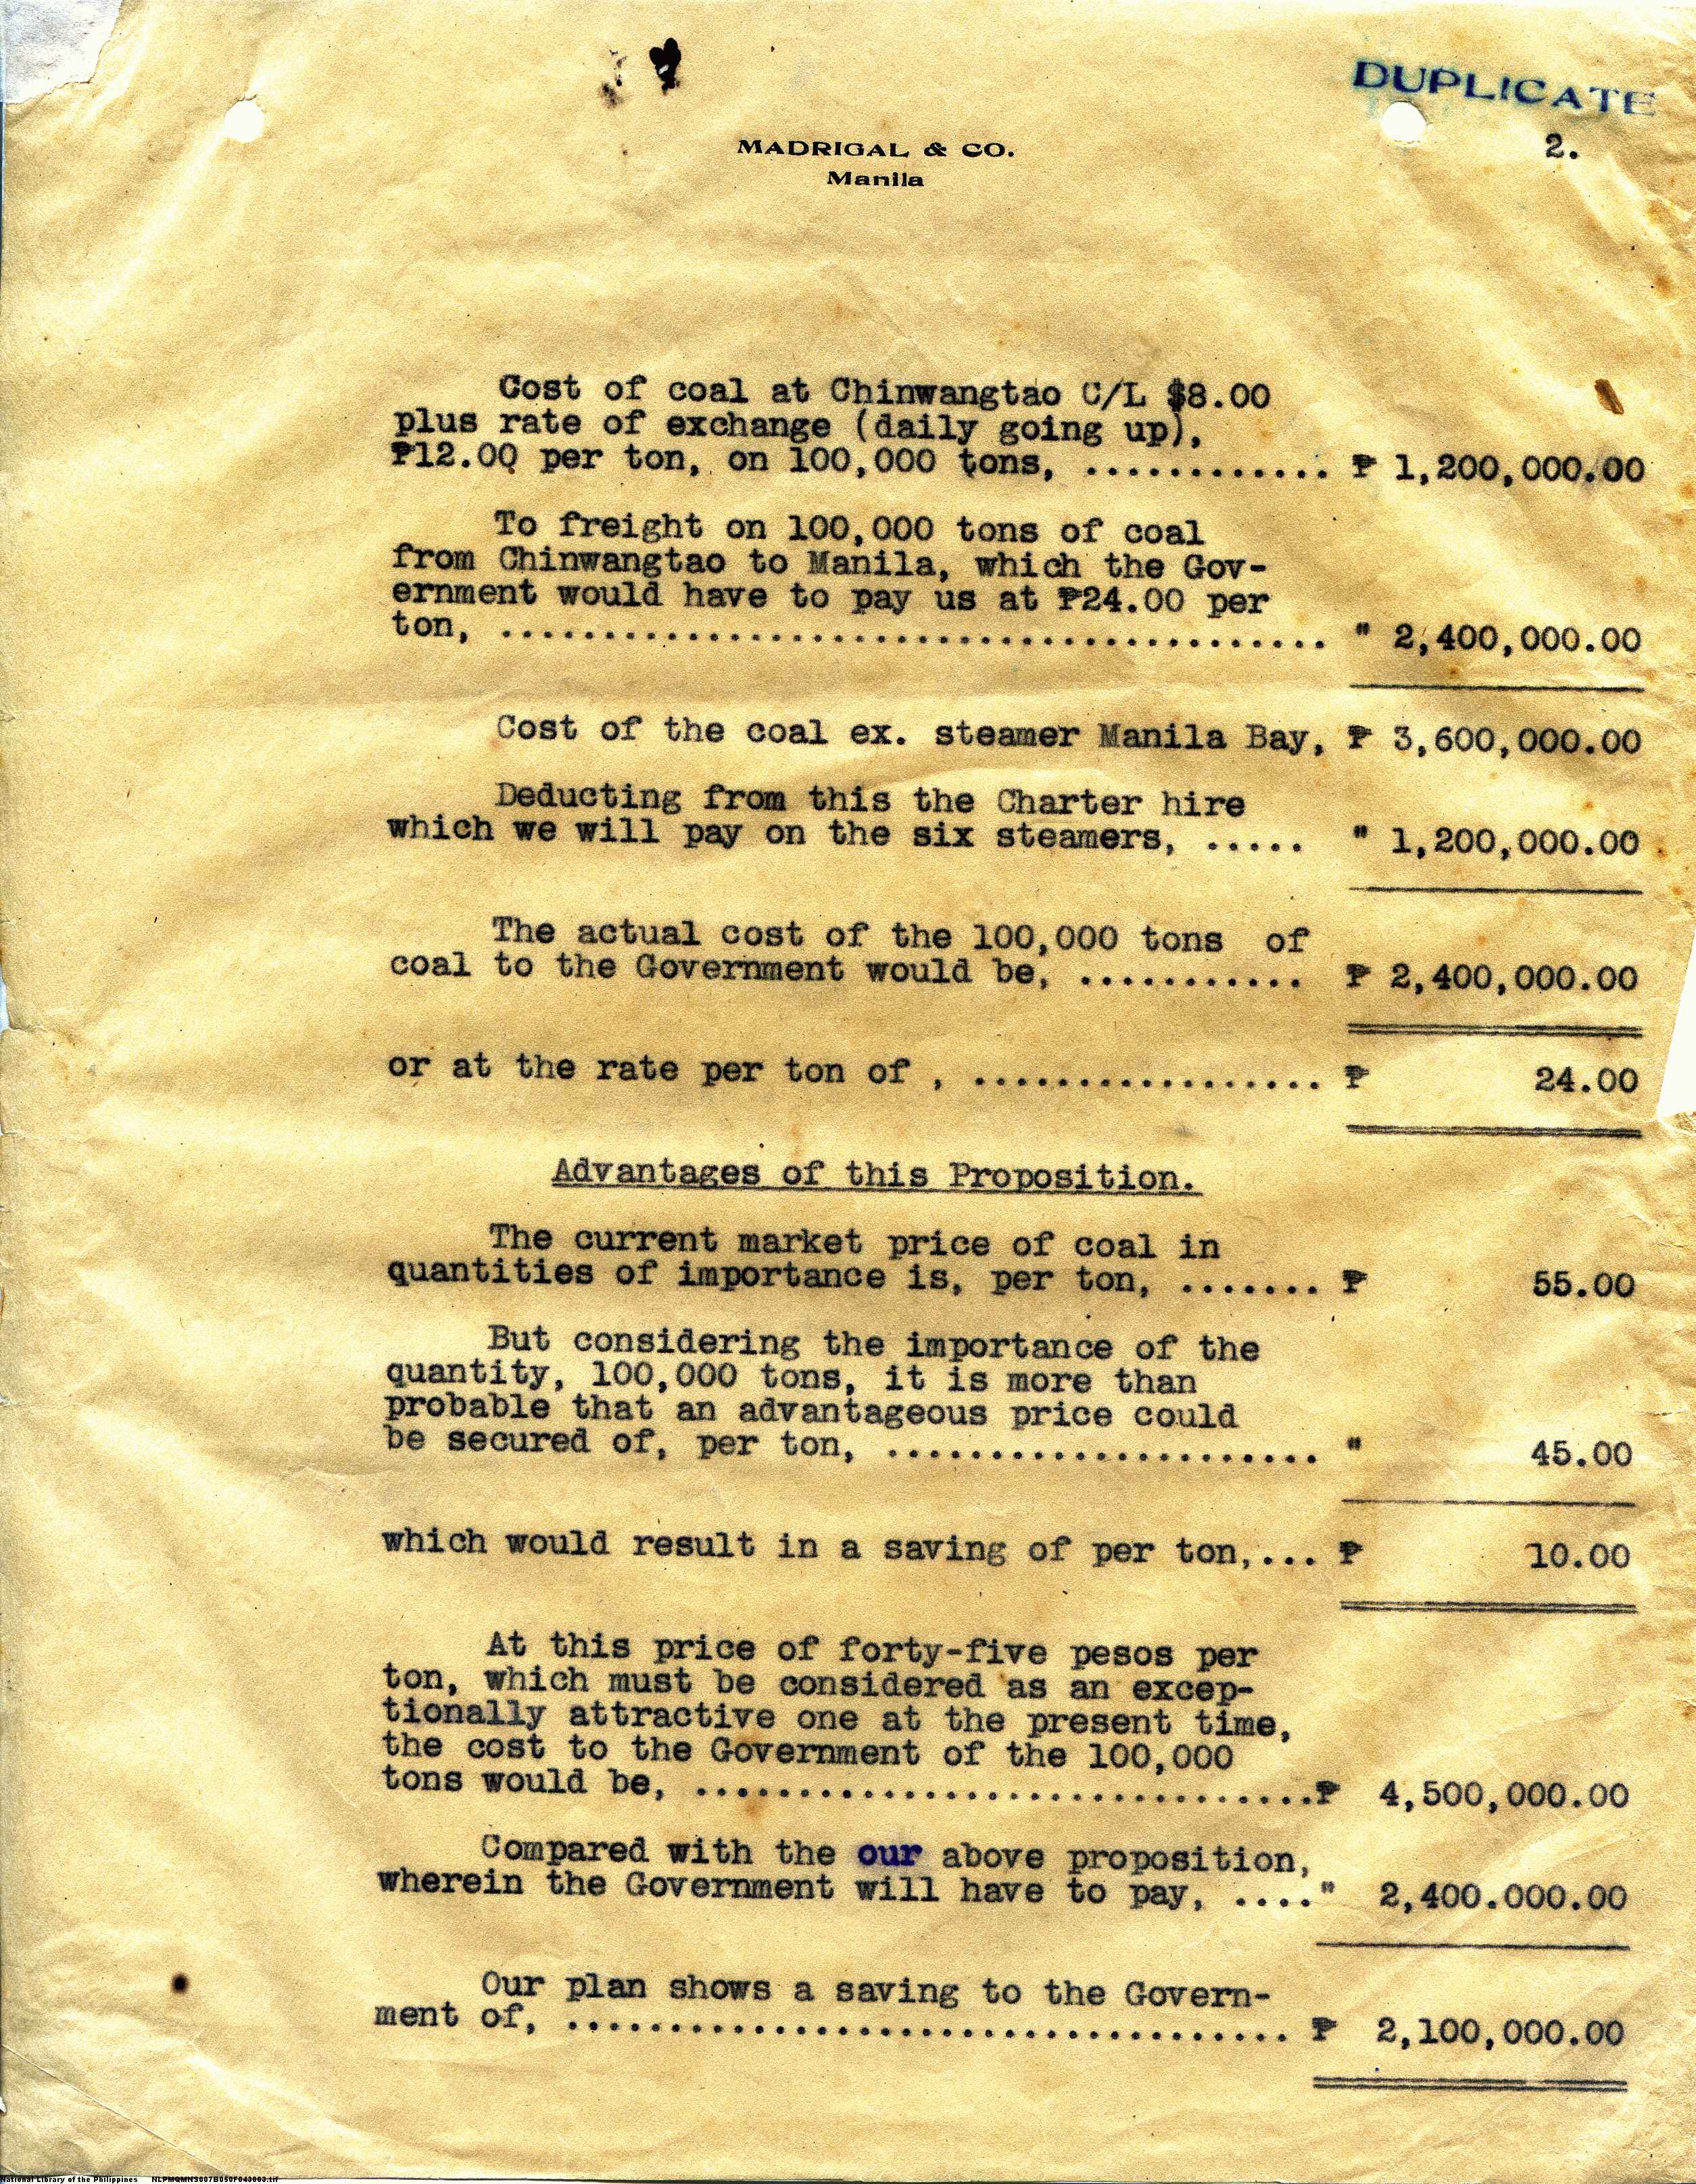 DUPLICATE
MADRIGAL & CO.
Manila
2.
Cost of coal at Chinwangtao C/L $8.00
plus rate of exchange (daily going up),
₱12.00 per ton, on 100,000 tons, ............ ₱ 1,200,000.00
To freight on 100,000 tons of coal
from Chinwangtao to Manila, which the Gov-
ernment would have to pay us at ₱24.00 per
ton, ........................................ " 2,400,000.00
Cost of the coal ex. steamer Manila Bay, ₱ 3,600,000.00
Deducting from this the Charter hire
which we will pay on the six steamers, ..... " 1,200,000.00
The actual cost of the 100,000 tons of
coal to the Government would be, ........... ₱ 2,400,000.00
or at the rate per ton of , ................. ₱ 24.00
Advantages of this Proposition.
The current market price of coal in
quantities of importance is, per ton, ....... ₱ 55.00
But considering the importance of the
quantity, 100,000 tons, it is more than
probable that an advantageous price could
be secured of, per ton, ..................... " 45.00
which would result in a saving of per ton,... ₱ 10.00
At this price of forty-five pesos per
ton, which must be considered as an excep-
tionally attractive one at the present time,
the cost to the Government of the 100,000
tons would be, ..............................₱ 4,500,000.00
Compared with the our above proposition,
wherein the Government will have to pay, ...." 2,400.000.00
Our plan shows a saving to the Govern-
ment of, ................................... ₱ 2,100,000.00
National Library of the Philippines NLPMQMNS007B050F043003.tif